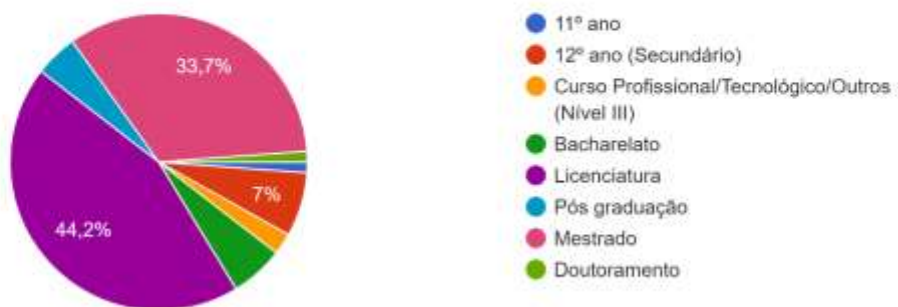 33,7%
7%
44,2%
11º ano
12º ano (Secundário)
Curso Profissional/Tecnológico/Outros
(Nível III)
Bacharelato
Licenciatura
Pós graduação
Mestrado
Doutoramento